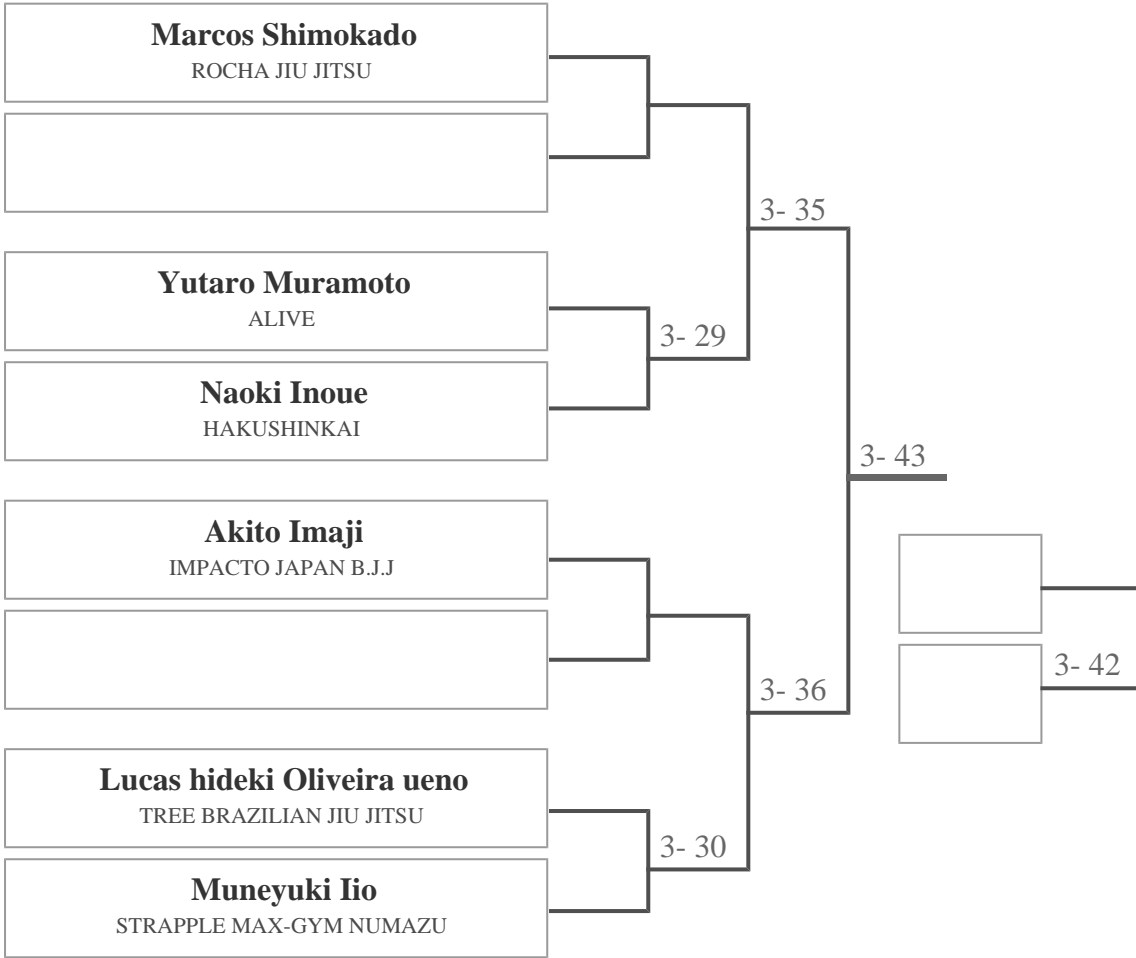 Marcos Shimokado
ROCHA JIU JITSU
3- 35
Yutaro Muramoto
ALIVE
3- 29
Naoki Inoue
HAKUSHINKAI
3- 43
Akito Imaji
IMPACTO JAPAN B.J.J
3- 42
3- 36
Lucas hideki Oliveira ueno
TREE BRAZILIAN JIU JITSU
3- 30
Muneyuki Iio
STRAPPLE MAX-GYM NUMAZU